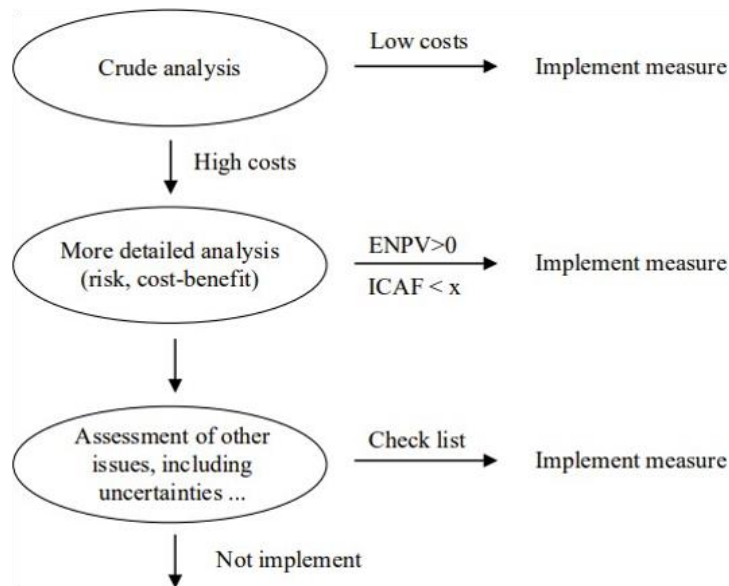 Crude analysis
Low costs
Implement measure
High costs
More detailed analysis
(risk, cost-benefit)
ENPV>0
ICAF < x
Implement measure
Assessment of other
issues, including
uncertainties ...
Check list
Implement measure
Not implement